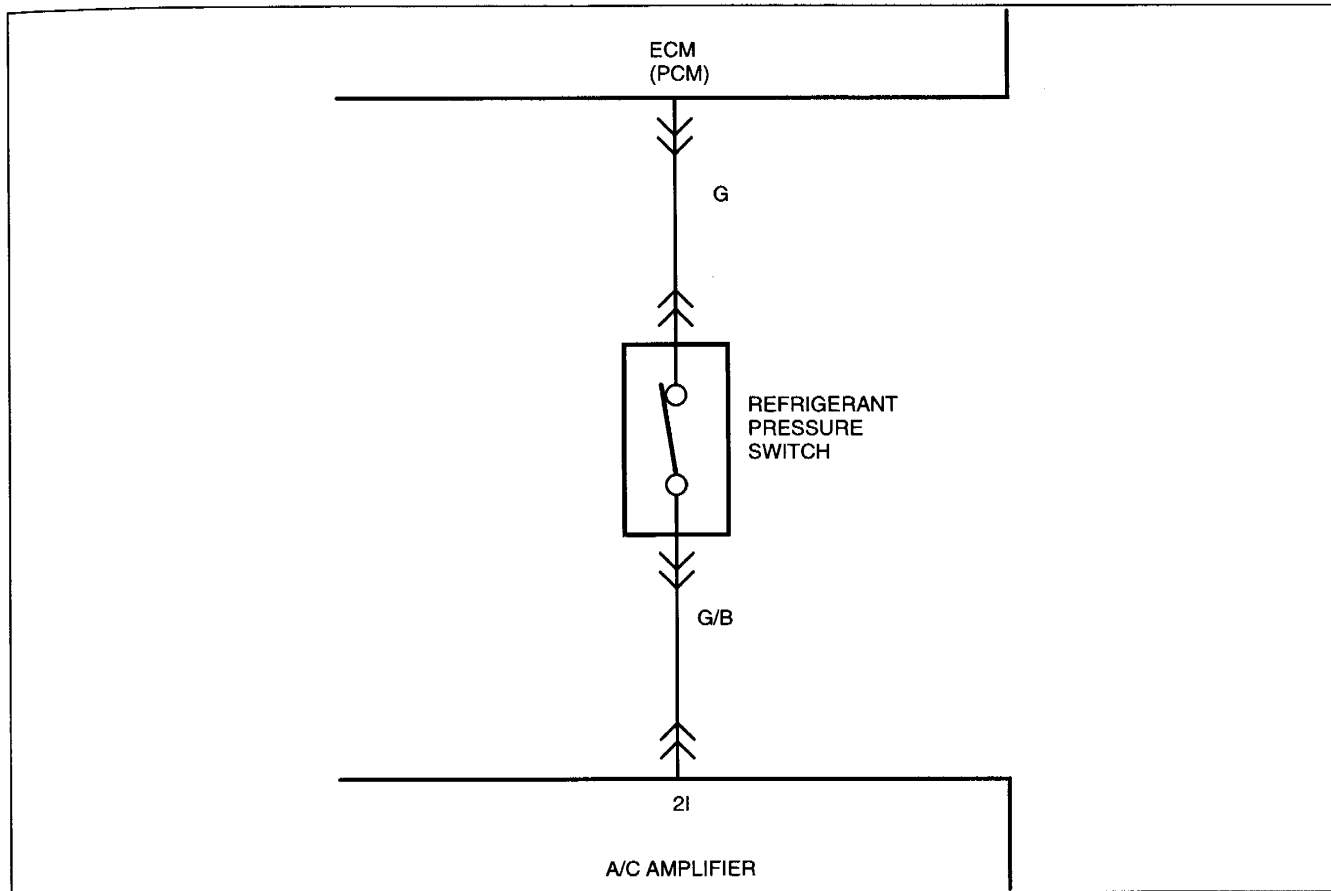 ECM
(PCM)
G
REFRIGERANT
PRESSURE
SWITCH
G/B
2I
A/C AMPLIFIER